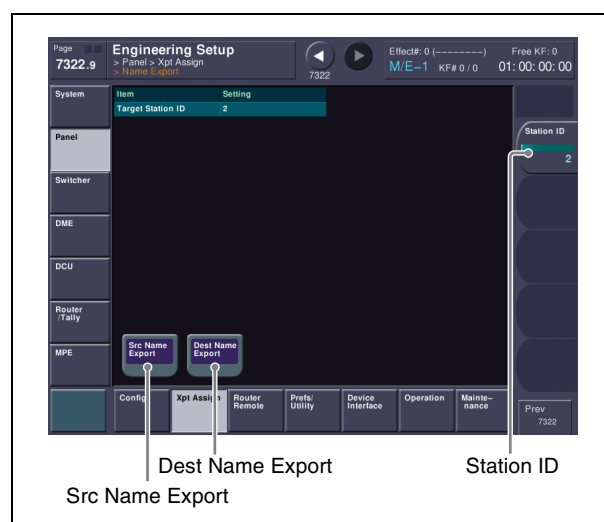 Page
7322.9
Engineering Setup
> Panel > Xpt Assign
> Name Export
7322
Effect#: 0 (--------)
M/E–1 KF# 0 / 0
Free KF: 0
01: 00: 00: 00
System
Panel
Switcher
DME
DCU
Router
/Tally
MPE
Item Setting
Target Station ID 2
Station ID
2
Src Name
Export
Dest Name
Export
Config
Xpt Assign
Router
Remote
Prefs/
Utility
Device
Interface
Operation
Mainte–
nance
Prev
7322
Dest Name Export
Station ID
Src Name Export